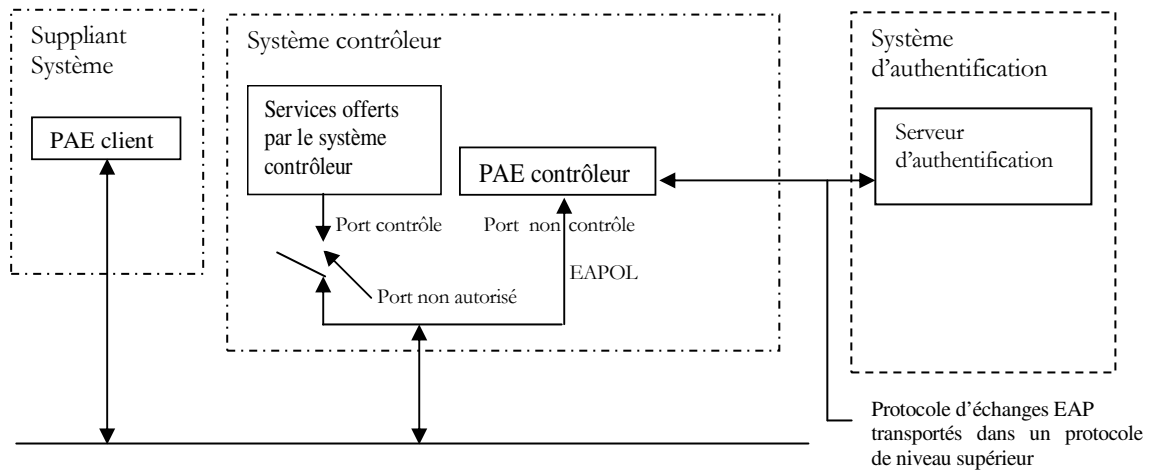 Suppliant
Système
PAE client
Système contrôleur
Services offerts
par le système
contrôleur
PAE contrôleur
Port contrôle
Port non contrôle
EAPOL
Port non autorisé
Système
d'authentification
Serveur
d'authentification
Protocole d'échanges EAP
transportés dans un protocole
de niveau supérieur